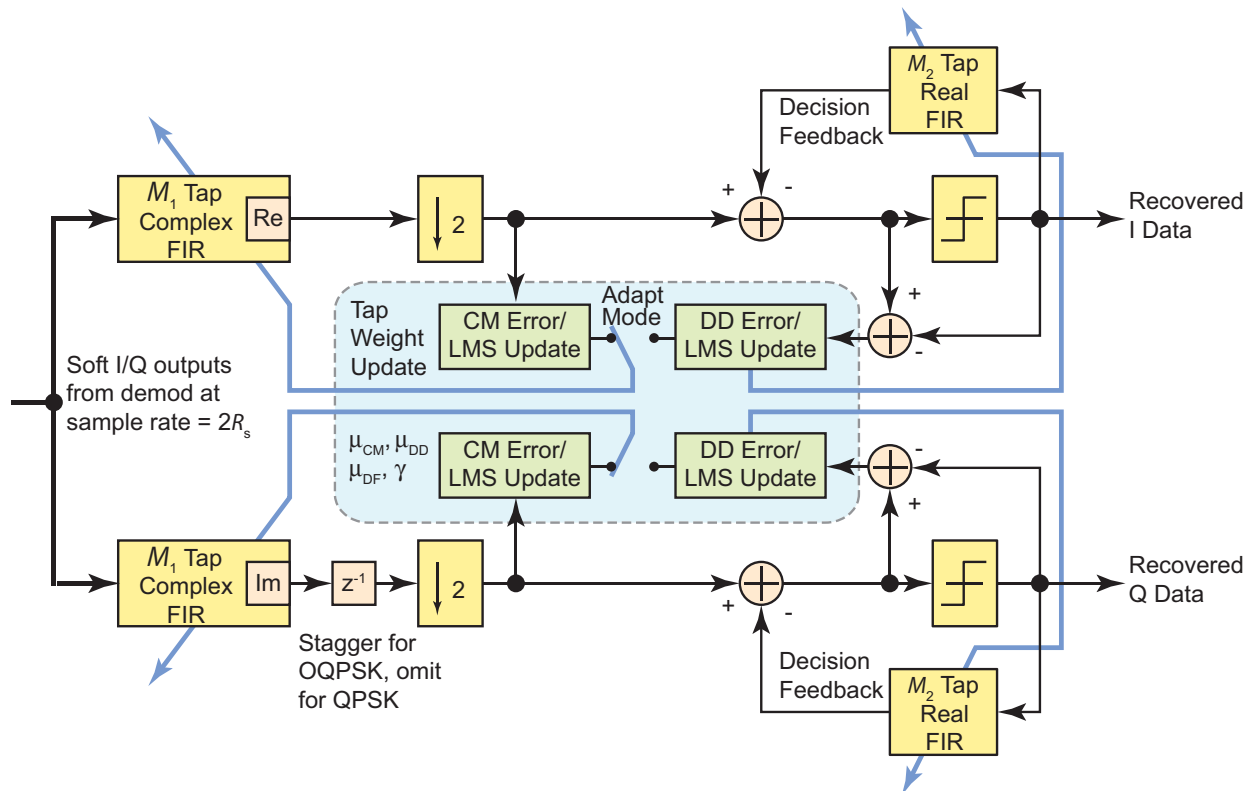 M₂ Tap
Real
FIR
Decision
Feedback
M₁ Tap
Complex
FIR
Re
↓ 2
+
-
Recovered
I Data
Tap
Weight
Update
CM Error/
LMS Update
Adapt
Mode
DD Error/
LMS Update
+
-
Soft I/Q outputs
from demod at
sample rate = 2Rₛ
μCM, μDD
μDF, γ
CM Error/
LMS Update
DD Error/
LMS Update
-
+
M₁ Tap
Complex
FIR
Im
z⁻¹
↓ 2
+
-
Recovered
Q Data
Stagger for
OQPSK, omit
for QPSK
Decision
Feedback
M₂ Tap
Real
FIR